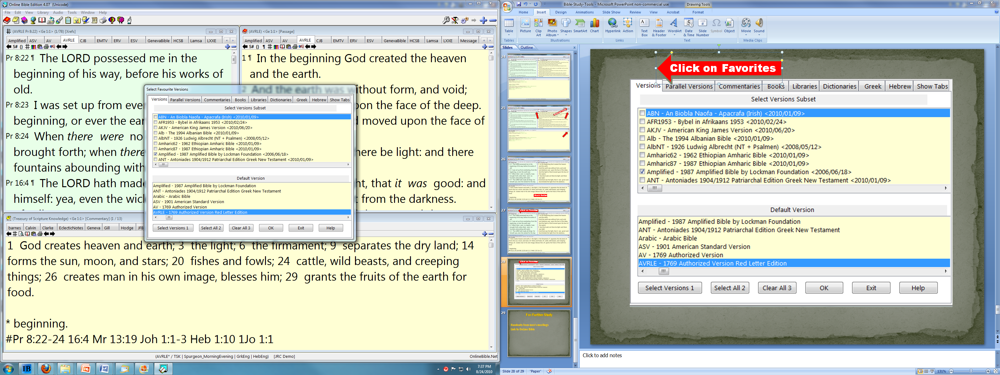 Online Bible Edition 4.07 (Unicode)
File Edit View Library Audio Tools Window Help
(AVRLE Pr 8:22) <Ge 1:1> (1/78) [Xrefs]
Amplified ASV AV AVRLE CJB EMTV ERV ESV GenevaBible HCSB Lamsa LXXE
S# {}
Pr 8:22 ¶ The LORD possessed me in the
beginning of his way, before his works of
old.
Pr 8:23 I was set up from ever
beginning, or ever the ear
Pr 8:24 When there were no
brought forth; when there
fountains abounding with
Pr 16:4 ¶ The LORD hath made
himself: yea, even the wick
(AVRLE) <Ge 1:1> [Passage]
Amplified ASV AV AVRLE CJB EMTV ERV ESV GenevaBible HCSB Lamsa LXXE Message
S# {} ¶
1 ¶ In the beginning God created the heaven
and the earth.
2 And the earth was without form, and void;
on the face of the deep.
moved upon the face of
here be light: and there
ht, that it was good: and
t from the darkness.
Select Favourite Versions
Versions Parallel Versions Commentaries Books Libraries Dictionaries Greek Hebrew Show Tabs
Select Versions Subset
ABN - An Biobla Naofa - Apacrafa (Irish) <2010/01/09>
AFR1953 - Bybel in Afrikaans 1953 <2010/02/24>
AKJV - American King James Version <2010/06/20>
Alb - The 1994 Albanian Bible <2010/01/09>
AlbNT - 1926 Ludwig Albrecht (NT + Psalmen) <2008/05/12>
Amharic62 - 1962 Ethiopian Amharic Bible <2010/01/09>
Amharic87 - 1987 Ethiopian Amharic Bible <2010/01/09>
Amplified - 1987 Amplified Bible by Lockman Foundation <2006/06/18>
ANT - Antoniades 1904/1912 Patriarchal Edition Greek New Testament <2010/01/09>
Default Version
Amplified - 1987 Amplified Bible by Lockman Foundation
ANT - Antoniades 1904/1912 Patriarchal Edition Greek New Testament
Arabic - Arabic Bible
ASV - 1901 American Standard Version
AV - 1769 Authorized Version
AVRLE - 1769 Authorized Version Red Letter Edition
Select Versions 1 Select All 2 Clear All 3 OK Exit Help
(Treasury of Scripture Knowledge) <Ge 1:1> [Commentary] (1 / 13)
barnes Calvin Clarke EclecticNotes Geneva Gill Hodge JFB
1 God creates heaven and earth; 3 the light; 6 the firmament; 9 separates the dry land; 14
forms the sun, moon, and stars; 20 fishes and fowls; 24 cattle, wild beasts, and creeping
things; 26 creates man in his own image, blesses him; 29 grants the fruits of the earth for
food.
* beginning.
#Pr 8:22-24 16:4 Mr 13:19 Joh 1:1-3 Heb 1:10 1Jo 1:1
(AVRLE* / TSK | Spurgeon_MorningEvening | GrkEng | HebEng) [JRC Demo] OnlineBible.Net
IB
7:37 PM
8/24/2010
Bible-Study-Tools - Microsoft PowerPoint non-commercial use Drawing Tools
Home Insert Design Animations Slide Show Review View Acrobat Format
Table Picture Clip Art Photo Album Shapes SmartArt Chart Hyperlink Action Text Box Header & Footer WordArt Date & Time Slide Number Symbol Object Movie Sound
Tables Illustrations Links Text Media Clips
Slides Outline
24
25
26
Much Better
27
Click on Favorites
28
Click on Favorites
29
For Further Study
Handouts from men's meetings
Link to OnLine Bible
Click on Favorites
Versions Parallel Versions Commentaries Books Libraries Dictionaries Greek Hebrew Show Tabs
Select Versions Subset
ABN - An Biobla Naofa - Apacrafa (Irish) <2010/01/09>
AFR1953 - Bybel in Afrikaans 1953 <2010/02/24>
AKJV - American King James Version <2010/06/20>
Alb - The 1994 Albanian Bible <2010/01/09>
AlbNT - 1926 Ludwig Albrecht (NT + Psalmen) <2008/05/12>
Amharic62 - 1962 Ethiopian Amharic Bible <2010/01/09>
Amharic87 - 1987 Ethiopian Amharic Bible <2010/01/09>
Amplified - 1987 Amplified Bible by Lockman Foundation <2006/06/18>
ANT - Antoniades 1904/1912 Patriarchal Edition Greek New Testament <2010/01/09>
Default Version
Amplified - 1987 Amplified Bible by Lockman Foundation
ANT - Antoniades 1904/1912 Patriarchal Edition Greek New Testament
Arabic - Arabic Bible
ASV - 1901 American Standard Version
AV - 1769 Authorized Version
AVRLE - 1769 Authorized Version Red Letter Edition
Select Versions 1 Select All 2 Clear All 3 OK Exit Help
Click to add notes
Slide 28 of 29 "Paper" 131%